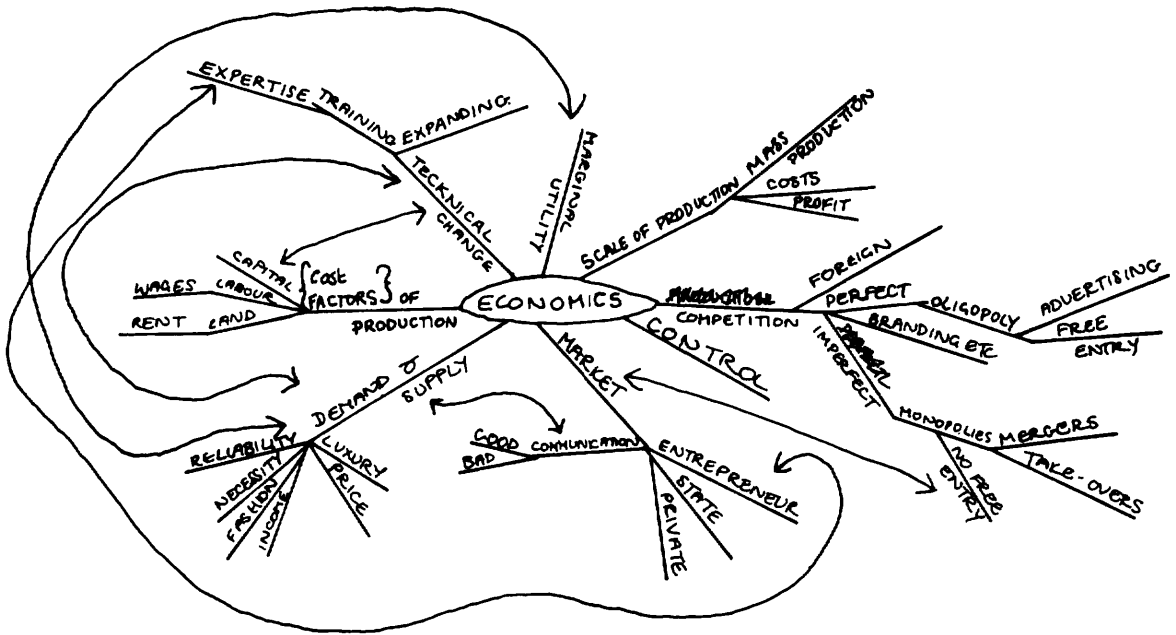 EXPERTISE TRAINING
EXPANDING
TECKNICAL
CHANGE
MARGINAL
UTILITY
SCALE OF PRODUCTION
MASS
PRODUCTION
COSTS
PROFIT
CAPITAL
WAGES LABOUR
RENT LAND
{Cost
FACTORS} OF
PRODUCTION
ECONOMICS
COMPETITION
FOREIGN
PERFECT
OLIGOPOLY
ADVERTISING
FREE
ENTRY
BRANDING ETC
IMPERFECT
MONOPOLIES
MERGERS
TAKE-OVERS
NO FREE
ENTRY
CONTROL
MARKET
COMMUNICATION
GOOD
BAD
ENTREPRENEUR
STATE
PRIVATE
DEMAND &
SUPPLY
RELIABILITY
NECESSITY
FASHION
INCOME
LUXURY
PRICE